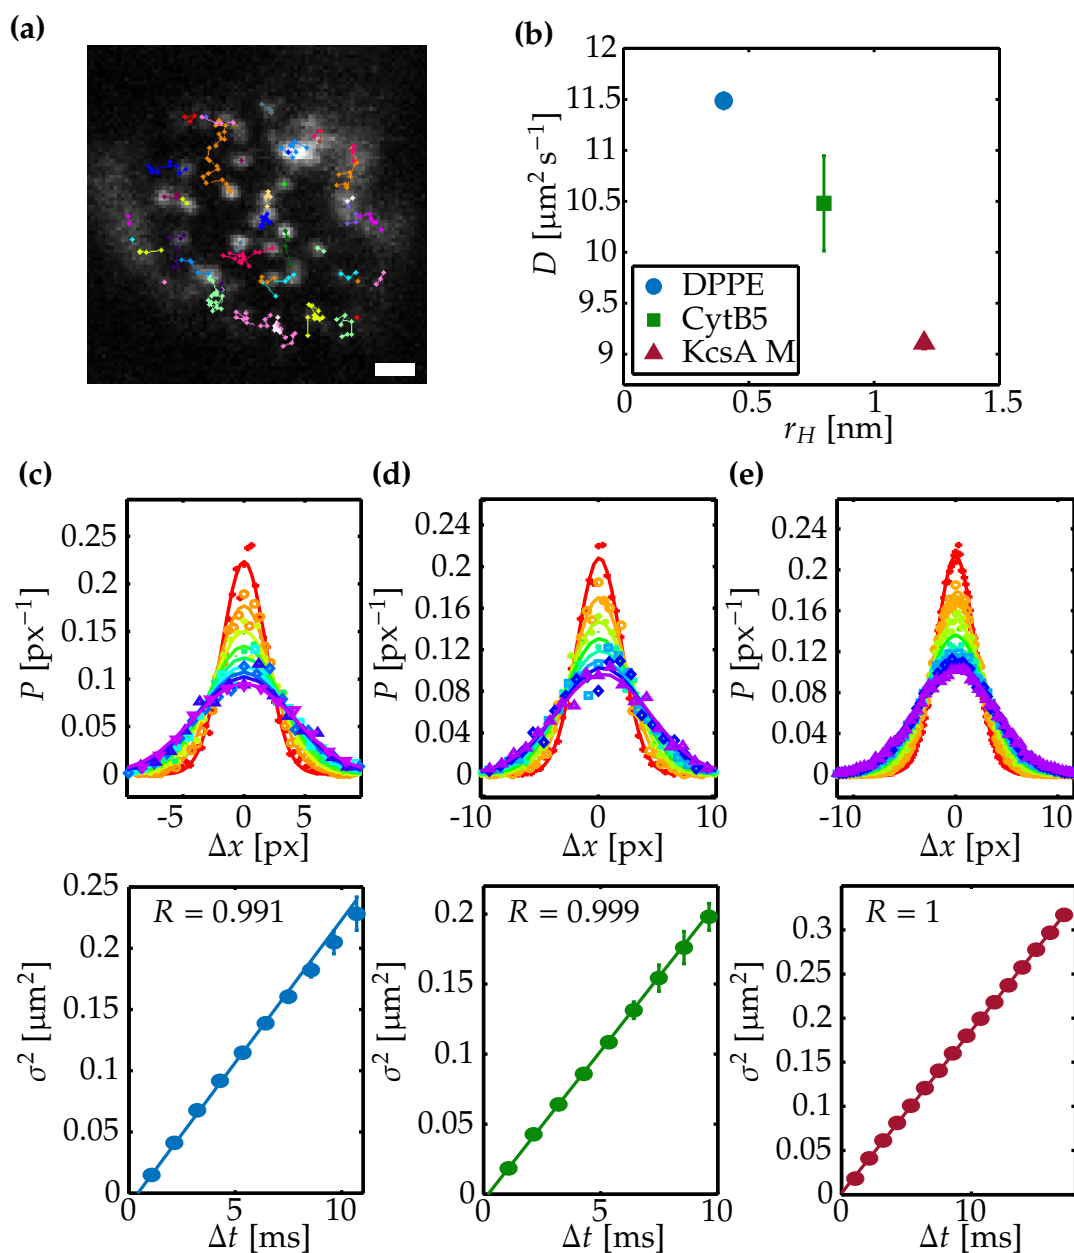 (a)
(b)
12
11.5
11
10.5
10
9.5
9
D [μm² s⁻¹]
DPPE
CytB5
KcsA M
0
0.5
1
1.5
r_H [nm]
(c)
(d)
(e)
0.25
0.2
0.15
0.1
0.05
0
P [px⁻¹]
-5
0
5
Δx [px]
0.24
0.2
0.16
0.12
0.08
0.04
0
P [px⁻¹]
-10
0
10
Δx [px]
0.24
0.2
0.16
0.12
0.08
0.04
0
P [px⁻¹]
-10
0
10
Δx [px]
R = 0.991
0.25
0.2
0.15
0.1
0.05
0
σ² [μm²]
0
5
10
Δt [ms]
R = 0.999
0.2
0.15
0.1
0.05
0
σ² [μm²]
0
5
10
Δt [ms]
R = 1
0.3
0.25
0.2
0.15
0.1
0.05
0
σ² [μm²]
0
10
Δt [ms]